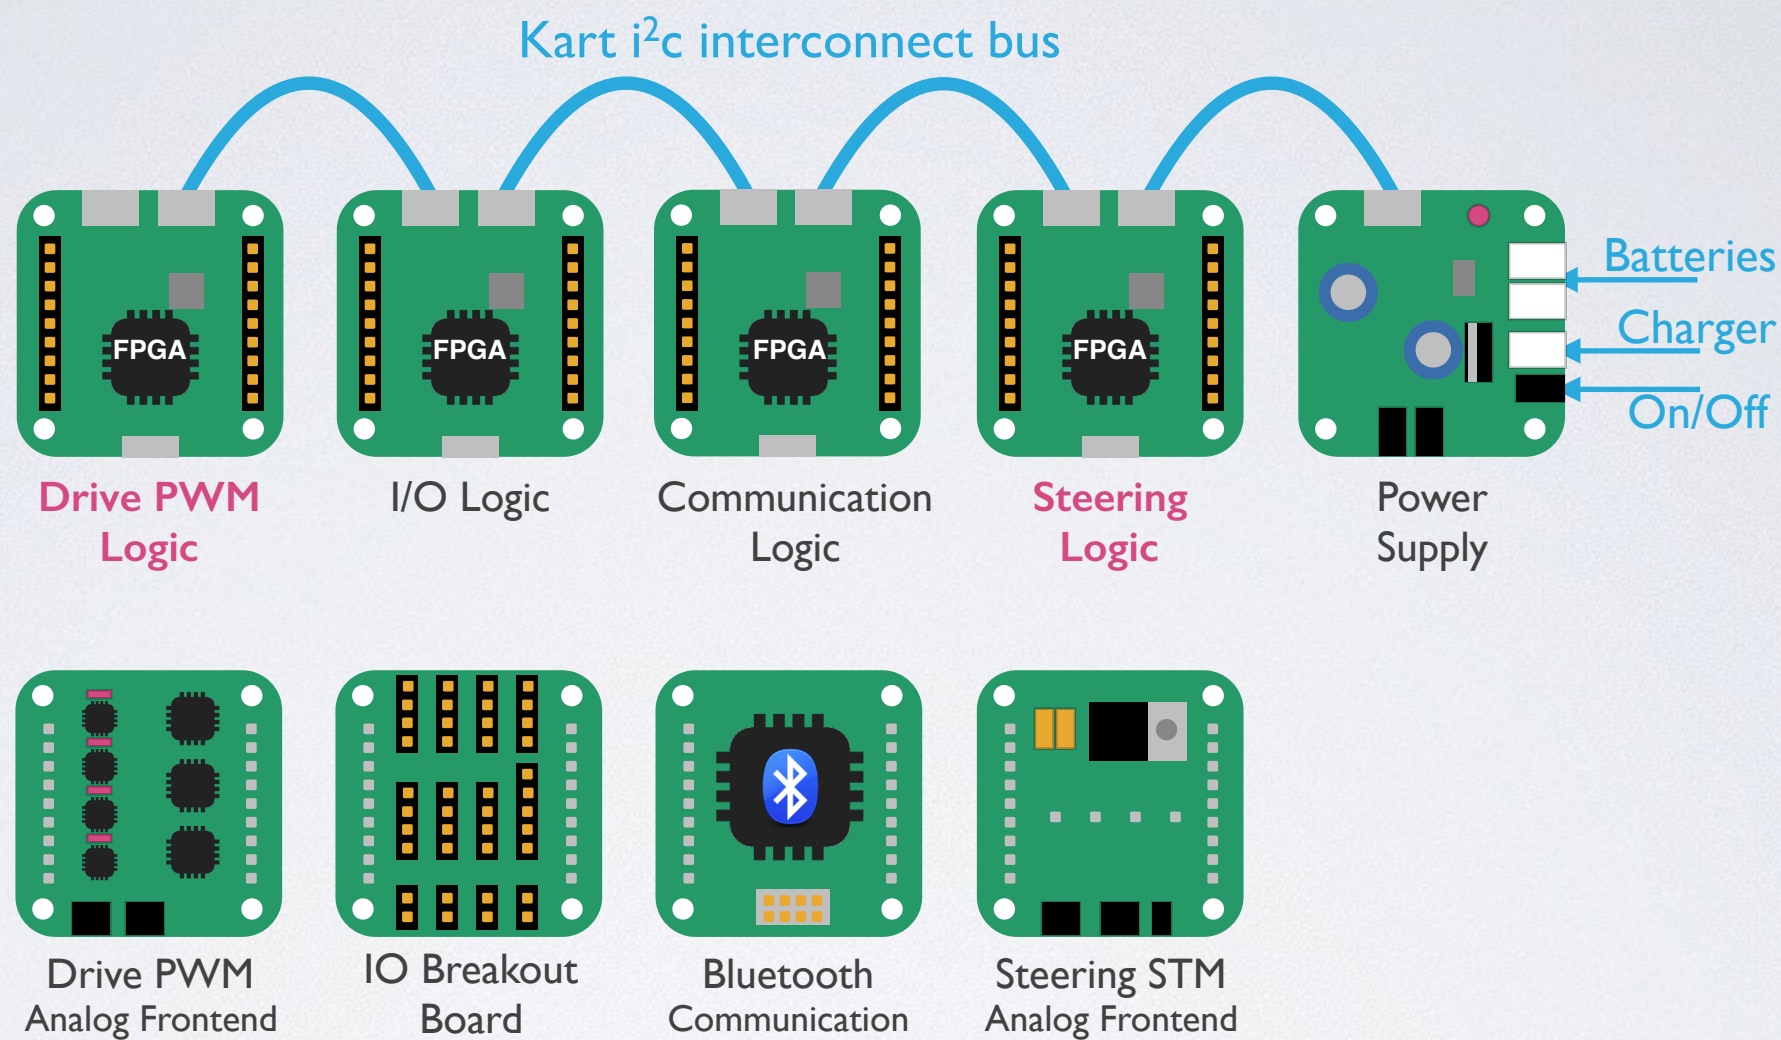 Kart i²c interconnect bus
Batteries
Charger
On/Off
FPGA
FPGA
FPGA
FPGA
Drive PWM
Logic
I/O Logic
Communication
Logic
Steering
Logic
Power
Supply
Drive PWM
Analog Frontend
IO Breakout
Board
Bluetooth
Communication
Steering STM
Analog Frontend